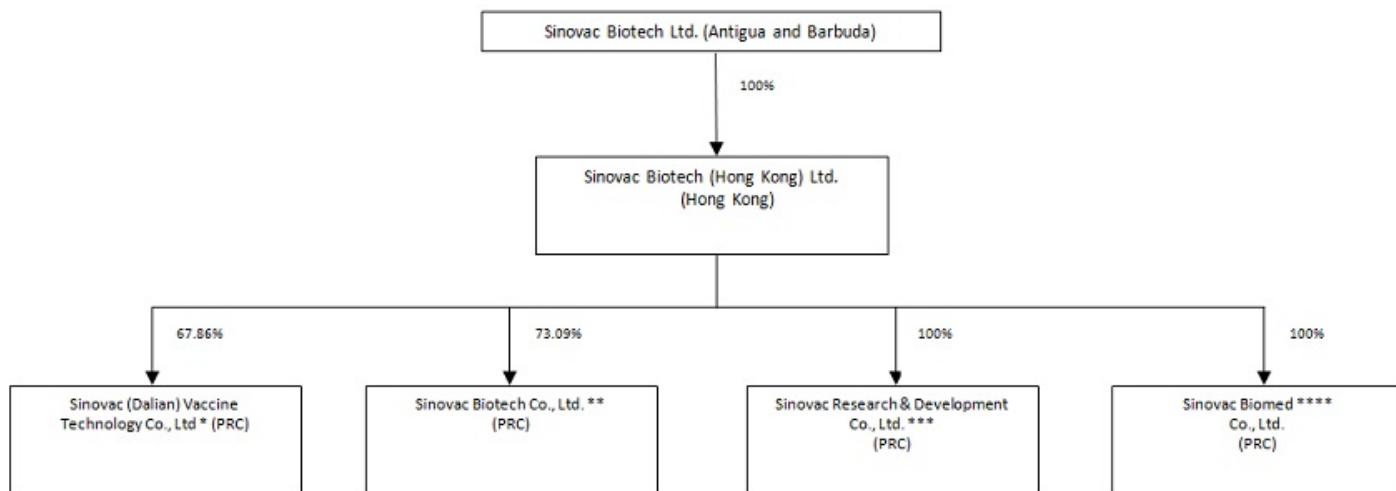 Sinovac Biotech Ltd. (Antigua and Barbuda)
100%
Sinovac Biotech (Hong Kong) Ltd.
(Hong Kong)
67.86%
73.09%
100%
100%
Sinovac (Dalian) Vaccine
Technology Co., Ltd * (PRC)
Sinovac Biotech Co., Ltd. **
(PRC)
Sinovac Research & Development
Co., Ltd. ***
(PRC)
Sinovac Biomed ****
Co., Ltd.
(PRC)